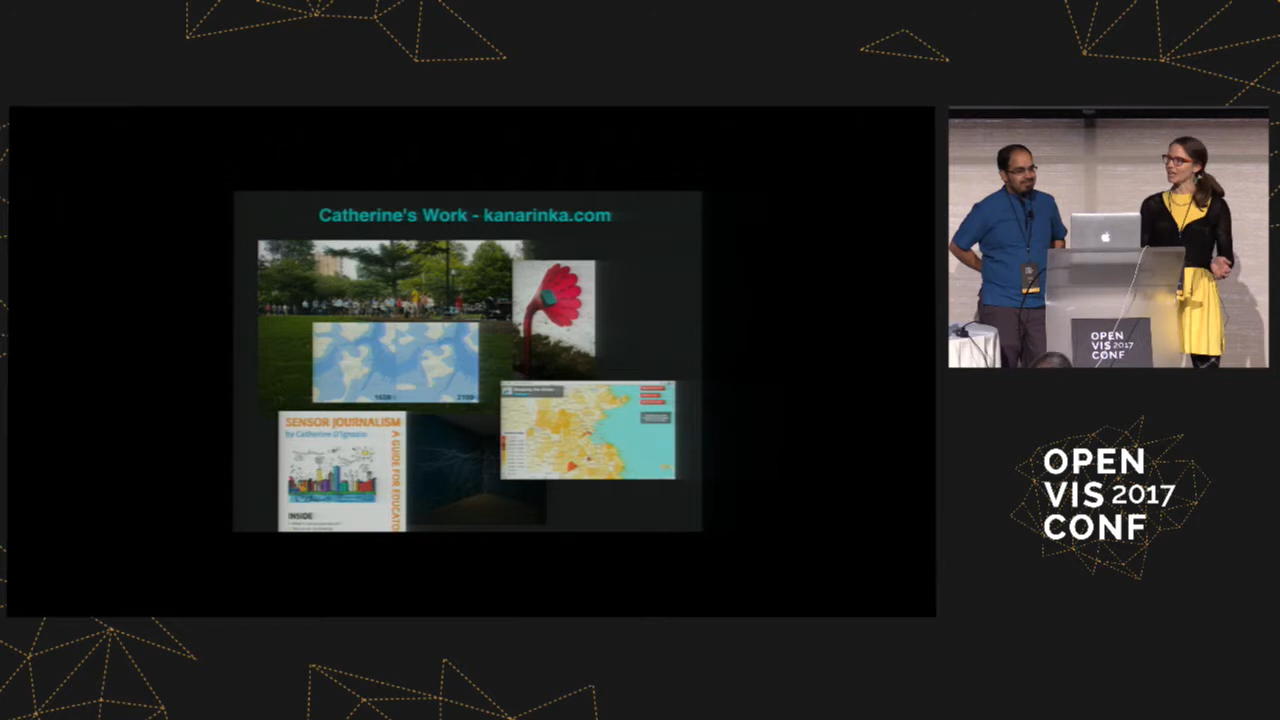 Catherine's Work - kanarinka.com
SENSOR JOURNALISM
by Catherine D'Ignazio
A GUIDE FOR EDUCATO
INSIDE
OPEN
VIS 2017
CONF
OPEN
VIS 2017
CONF